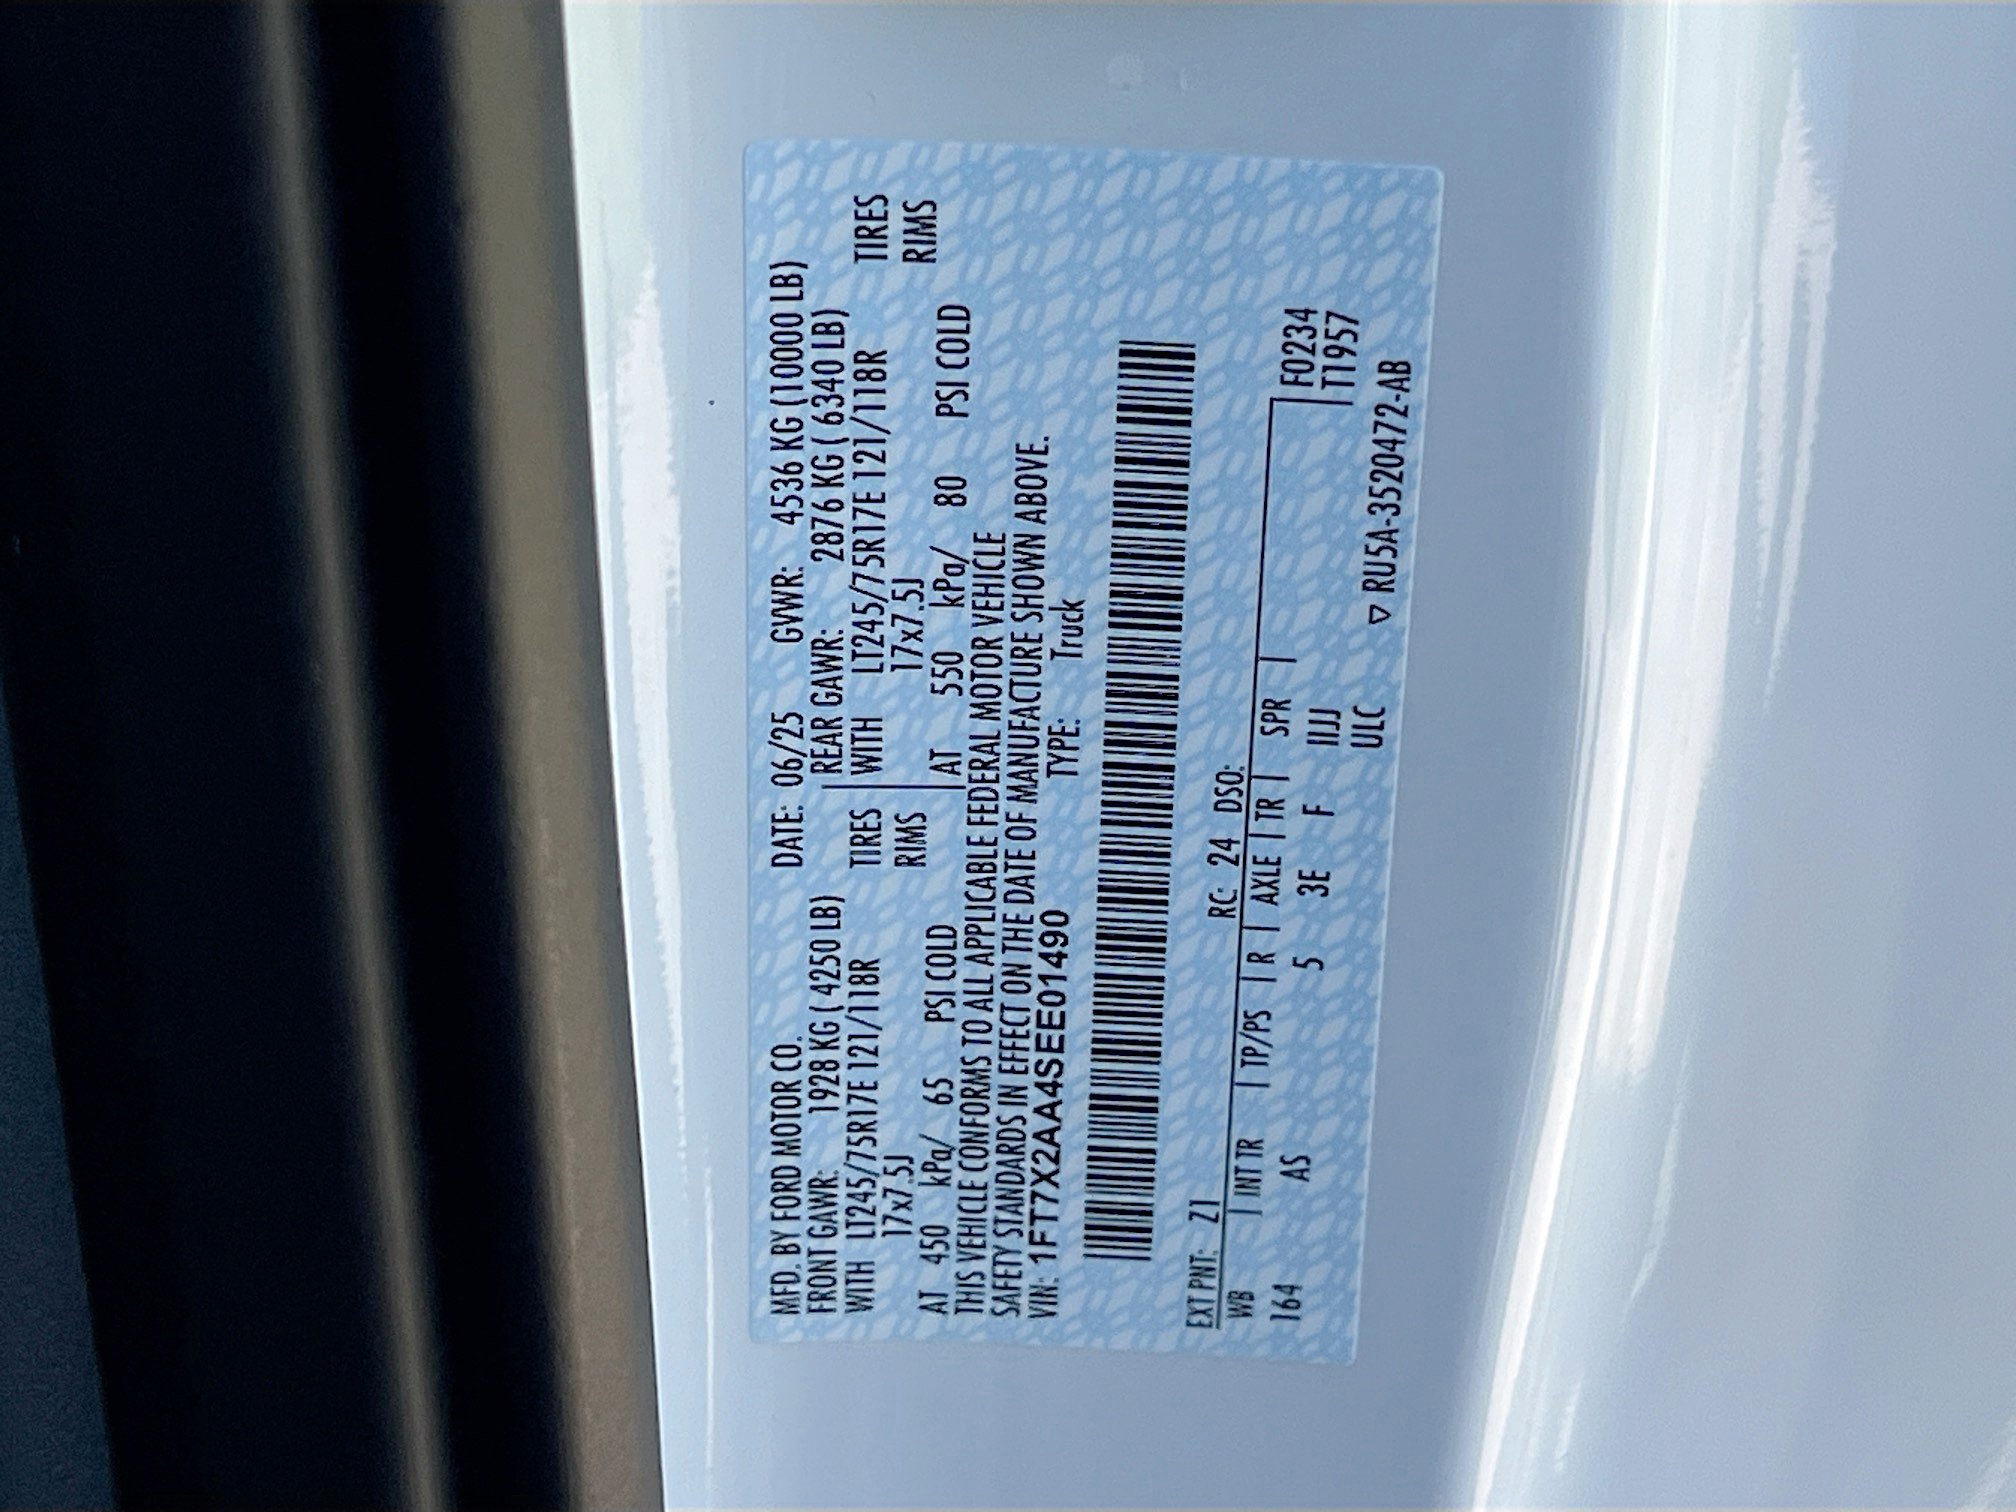 MFD. BY FORD MOTOR CO. DATE: 06/25 GVWR: 4536 KG (10000 LB)
FRONT GAWR: 1928 KG ( 4250 LB) REAR GAWR: 2876 KG ( 6340 LB)
WITH LT245/75R17E 121/118R TIRES WITH LT245/75R17E 121/118R TIRES
17x7.5J RIMS 17x7.5J RIMS
AT 450 kPa/ 65 PSI COLD AT 550 kPa/ 80 PSI COLD
THIS VEHICLE CONFORMS TO ALL APPLICABLE FEDERAL MOTOR VEHICLE
SAFETY STANDARDS IN EFFECT ON THE DATE OF MANUFACTURE SHOWN ABOVE.
VIN: 1FT7X2AA4SEE01490 TYPE: Truck
EXT PNT: Z1 RC: 24 DSO:
WB INT TR TP/PS R AXLE TR SPR F0234
164 AS 5 3E F IIJJ T1957
ULC ▽ RU5A-3520472-AB